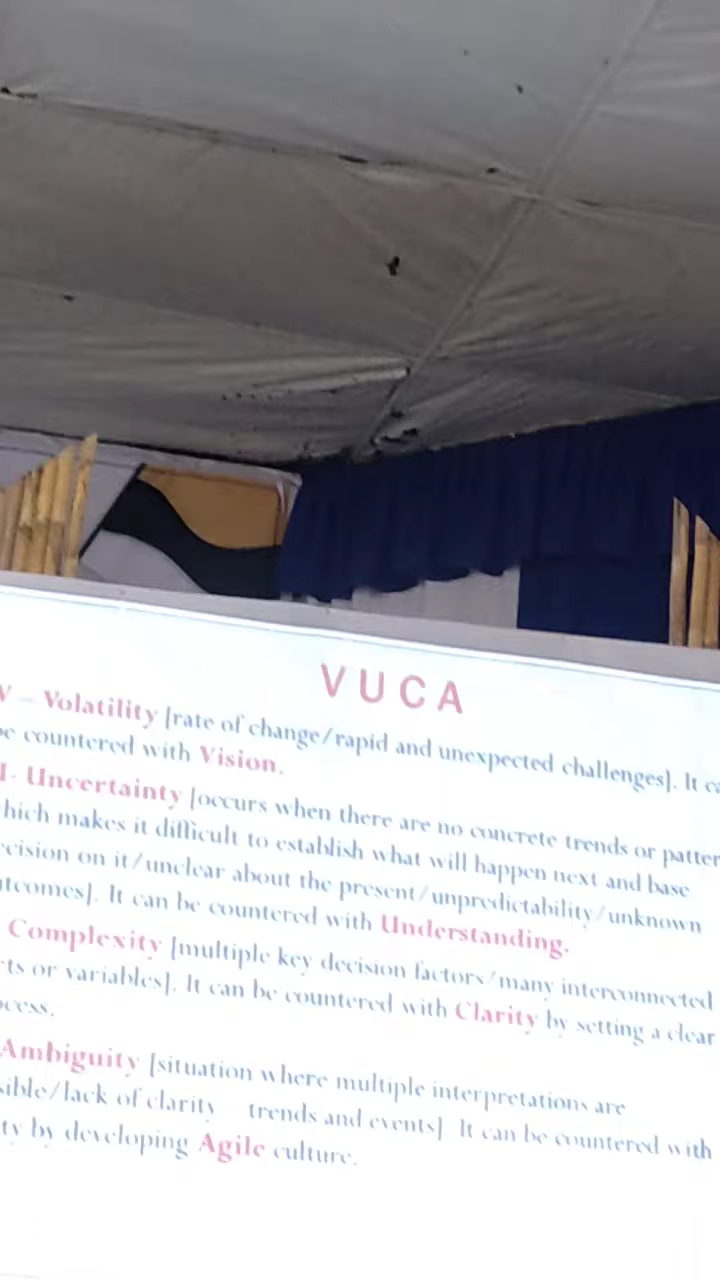 VUCA
V – Volatility [rate of change/rapid and unexpected challenges]. It ca
be countered with Vision.
- Uncertainty [occurs when there are no concrete trends or patter
hich makes it difficult to establish what will happen next and base
cision on it/unclear about the present/unpredictability/unknown
utcomes]. It can be countered with Understanding.
Complexity [multiple key decision factors/many interconnected
ts or variables]. It can be countered with Clarity by setting a clear
ocess.
Ambiguity [situation where multiple interpretations are
sible/lack of clarity trends and events] It can be countered with
ty by developing Agile culture.